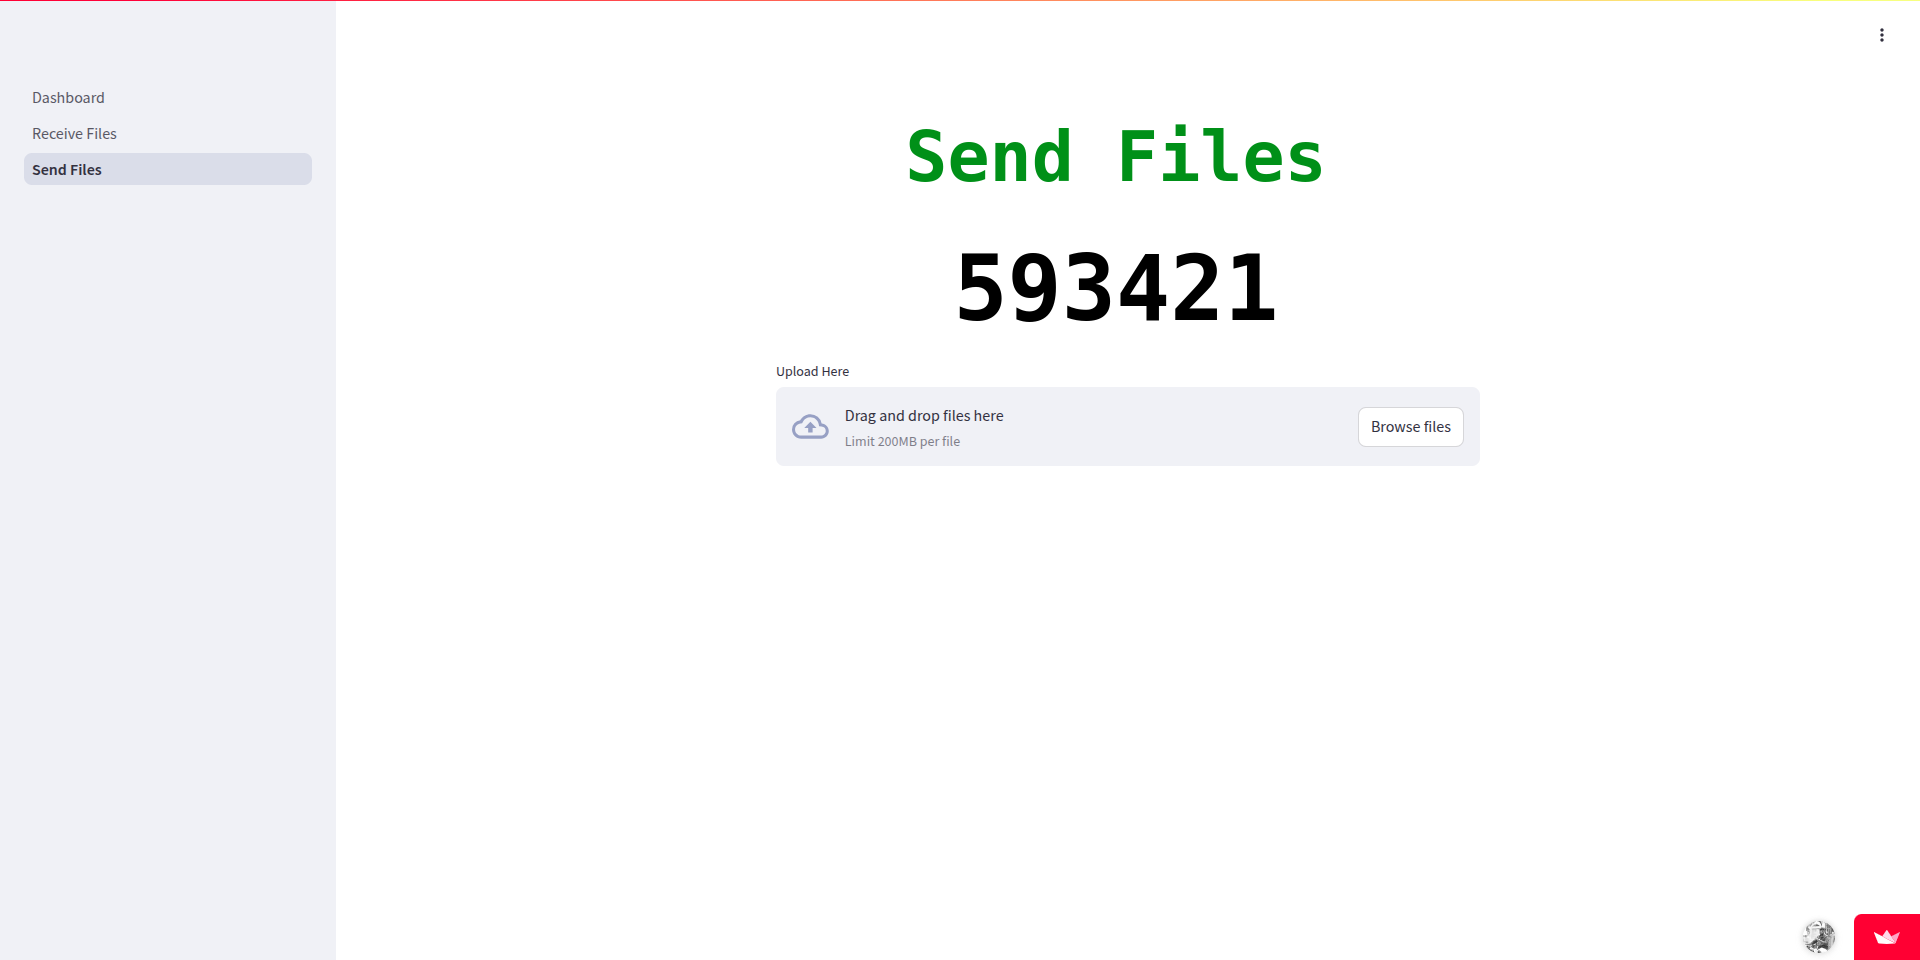 Dashboard
Receive Files
Send Files
Send Files
593421
Upload Here
Drag and drop files here
Limit 200MB per file
Browse files